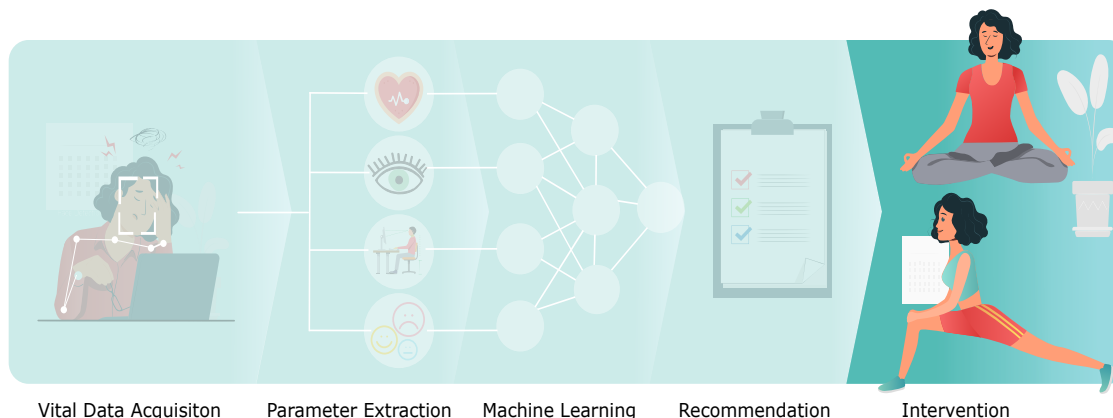 Vital Data Acquisiton
Parameter Extraction
Machine Learning
Recommendation
Intervention